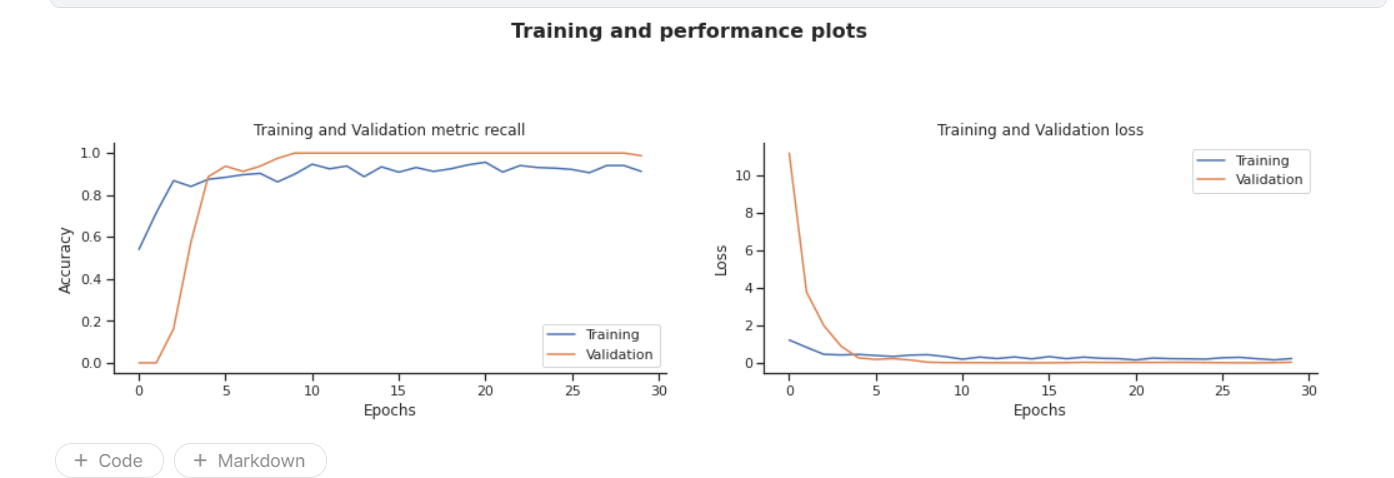 Training and performance plots
Training and Validation metric recall
1.0
0.8
0.6
0.4
0.2
0.0
Accuracy
Training
Validation
0 5 10 15 20 25 30
Epochs
Training and Validation loss
10
8
6
4
2
0
Loss
Training
Validation
0 5 10 15 20 25 30
Epochs
+ Code + Markdown